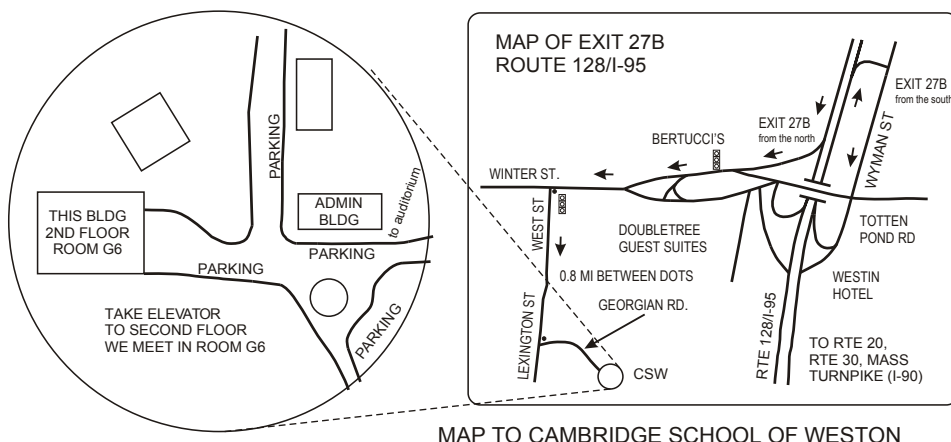 PARKING
THIS BLDG
2ND FLOOR
ROOM G6
ADMIN
BLDG
to auditorium
PARKING
PARKING
TAKE ELEVATOR
TO SECOND FLOOR
WE MEET IN ROOM G6
PARKING
MAP OF EXIT 27B
ROUTE 128/I-95
EXIT 27B
from the south
EXIT 27B
from the north
WYMAN ST
BERTUCCI'S
WINTER ST.
WEST ST
DOUBLETREE
GUEST SUITES
TOTTEN
POND RD
0.8 MI BETWEEN DOTS
WESTIN
HOTEL
GEORGIAN RD.
LEXINGTON ST
RTE 128/I-95
TO RTE 20,
RTE 30, MASS
TURNPIKE (I-90)
CSW
MAP TO CAMBRIDGE SCHOOL OF WESTON